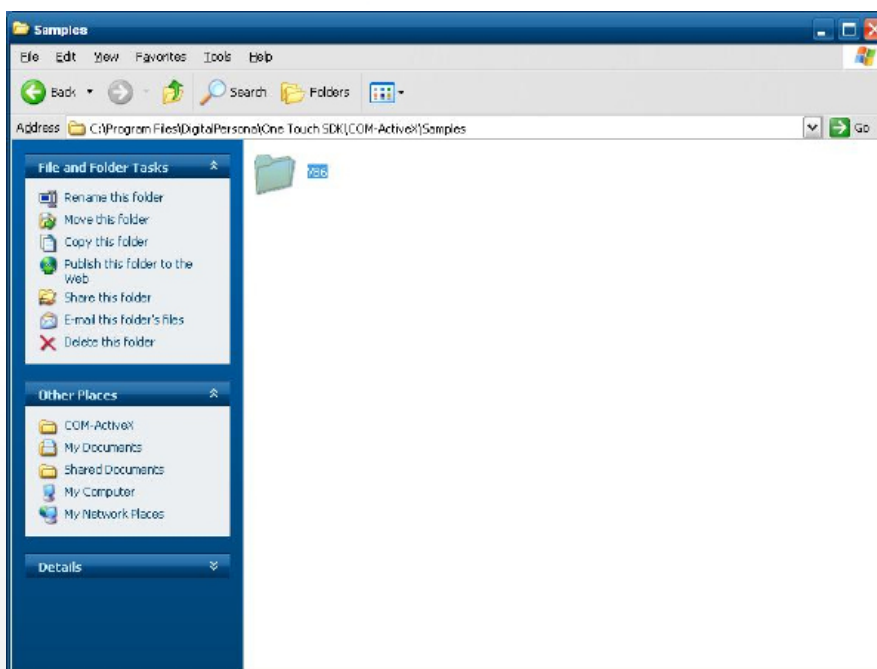 Samples
File Edit View Favorites Tools Help
Back Search Folders
Address C:\Program Files\DigitalPersona\One Touch SDK\COM-ActiveX\Samples Go
File and Folder Tasks
Rename this folder
Move this folder
Copy this folder
Publish this folder to the
Web
Share this folder
E-mail this folder's files
Delete this folder
Other Places
COM-ActiveX
My Documents
Shared Documents
My Computer
My Network Places
Details
VB6